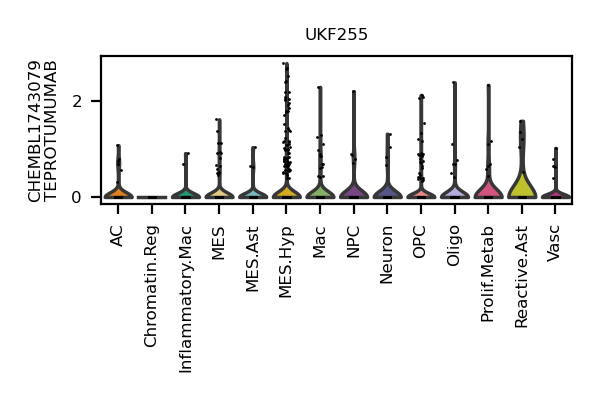 UKF255
CHEMBL1743079
TEPROTUMUMAB
2
0
AC
Chromatin.Reg
Inflammatory.Mac
MES
MES.Ast
MES.Hyp
Mac
NPC
Neuron
OPC
Oligo
Prolif.Metab
Reactive.Ast
Vasc